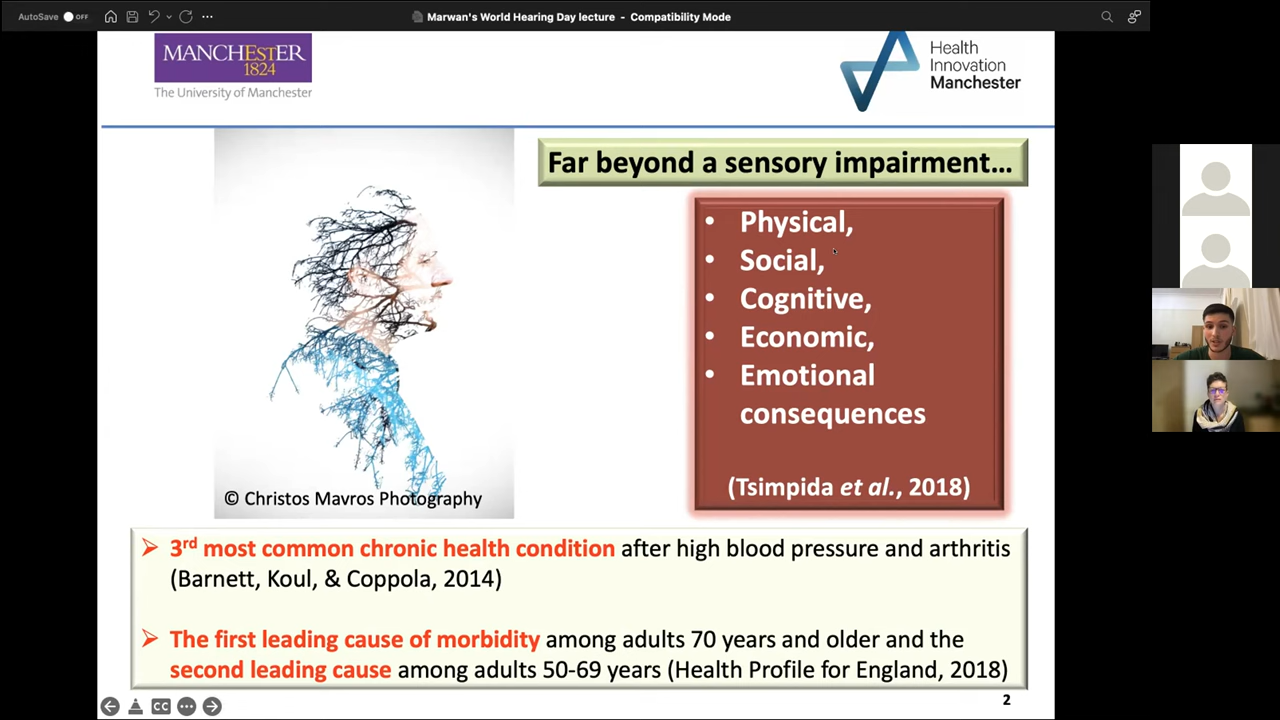 AutoSave OFF
Marwan's World Hearing Day lecture - Compatibility Mode
MANCHESTER
1824
The University of Manchester
Health
Innovation
Manchester
Far beyond a sensory impairment...
• Physical,
• Social,
• Cognitive,
• Economic,
• Emotional
consequences
(Tsimpida et al., 2018)
© Christos Mavros Photography
➢ 3rd most common chronic health condition after high blood pressure and arthritis
(Barnett, Koul, & Coppola, 2014)
➢ The first leading cause of morbidity among adults 70 years and older and the
second leading cause among adults 50-69 years (Health Profile for England, 2018)
2
CC